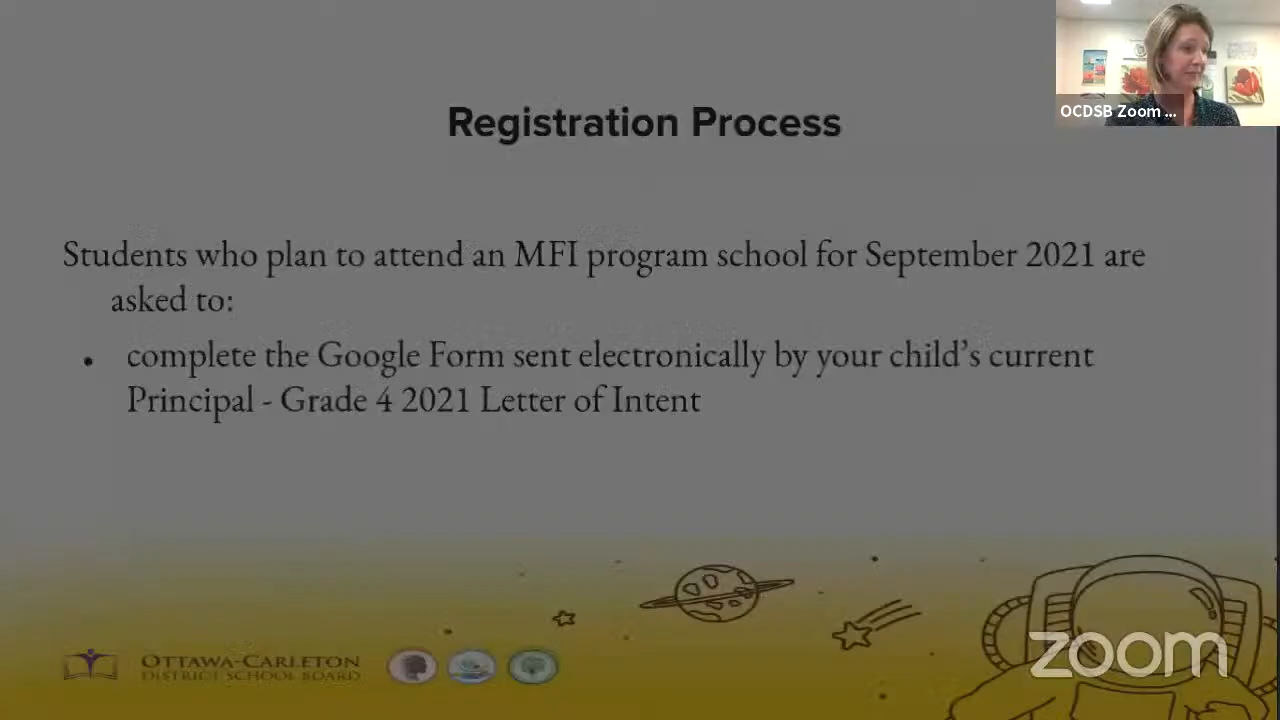 OCDSB Zoom ...
Registration Process
Students who plan to attend an MFI program school for September 2021 are
asked to:
• complete the Google Form sent electronically by your child’s current
Principal - Grade 4 2021 Letter of Intent
OTTAWA-CARLETON
DISTRICT SCHOOL BOARD
zoom